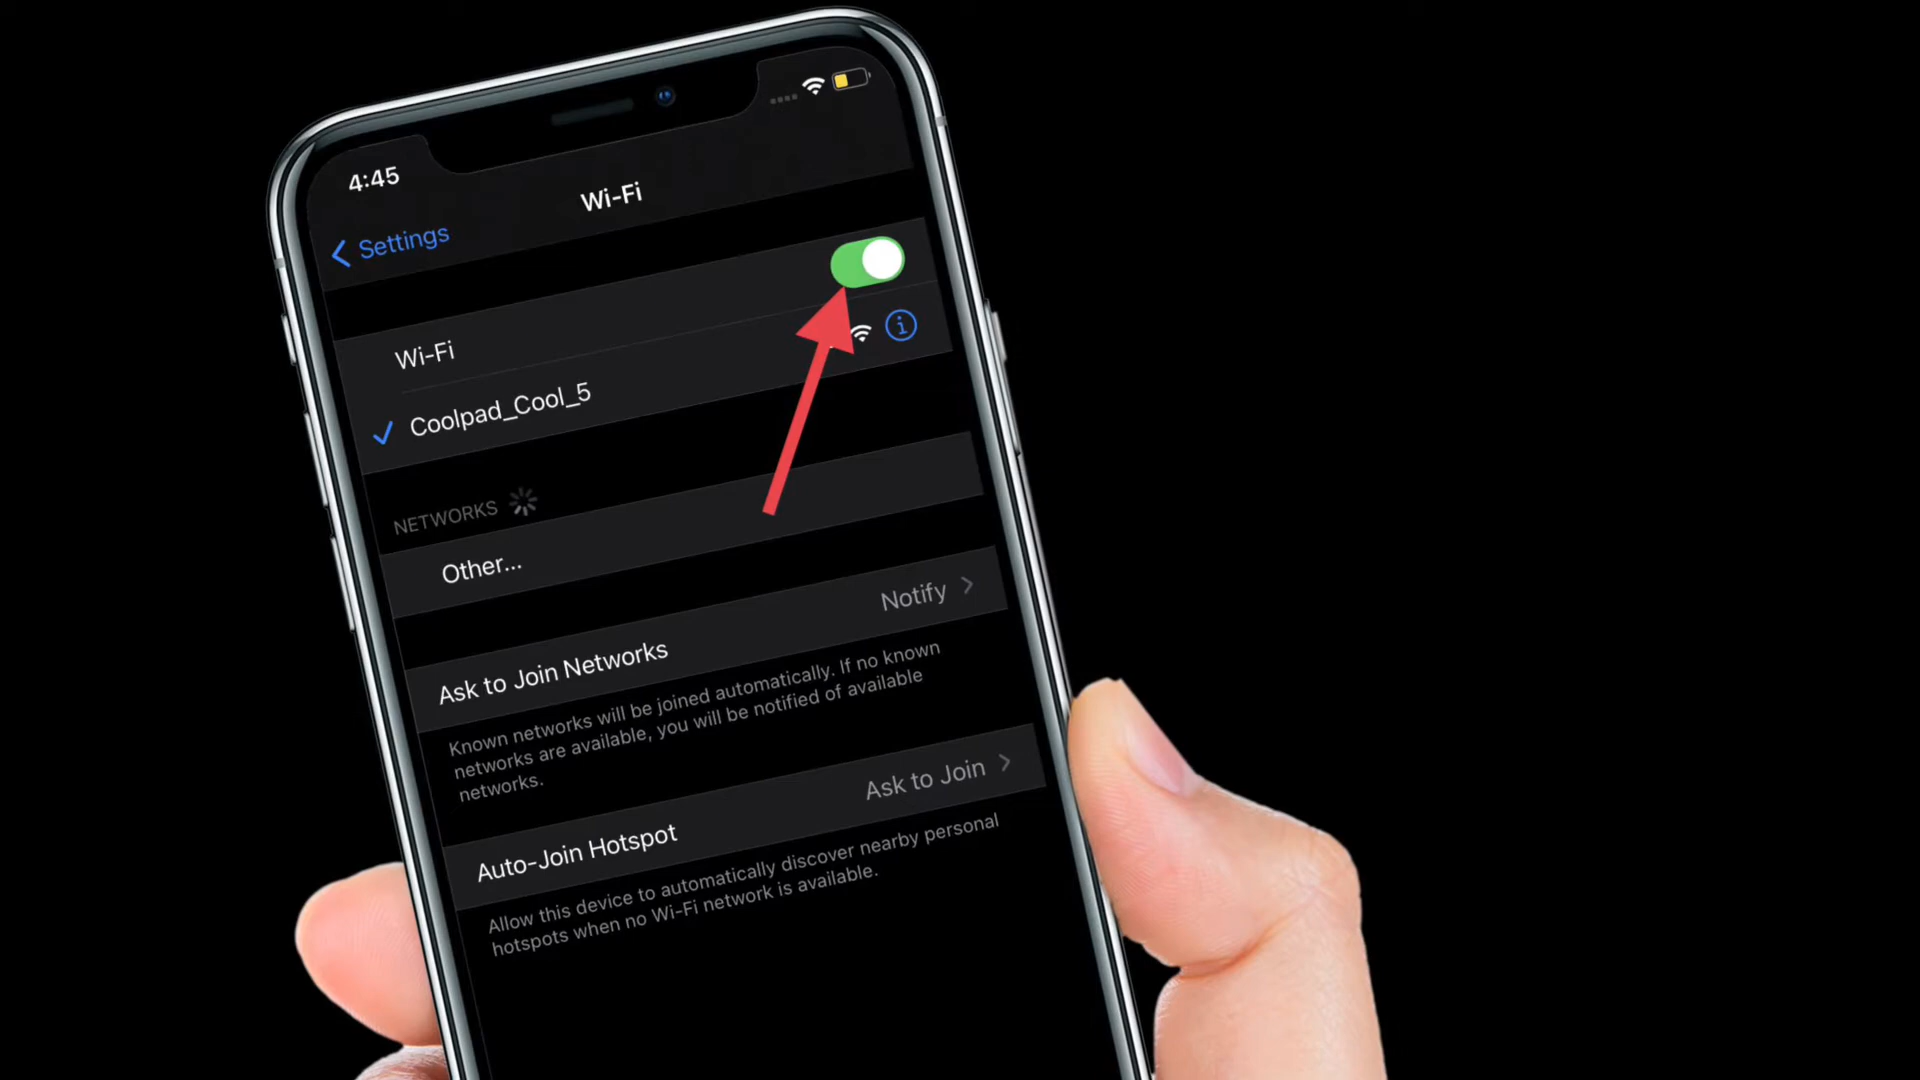 4:45
Settings
Wi-Fi
Wi-Fi
Coolpad_Cool_5
NETWORKS
Other...
Ask to Join Networks
Notify
Known networks will be joined automatically. If no known
networks are available, you will be notified of available
networks.
Auto-Join Hotspot
Ask to Join
Allow this device to automatically discover nearby personal
hotspots when no Wi-Fi network is available.